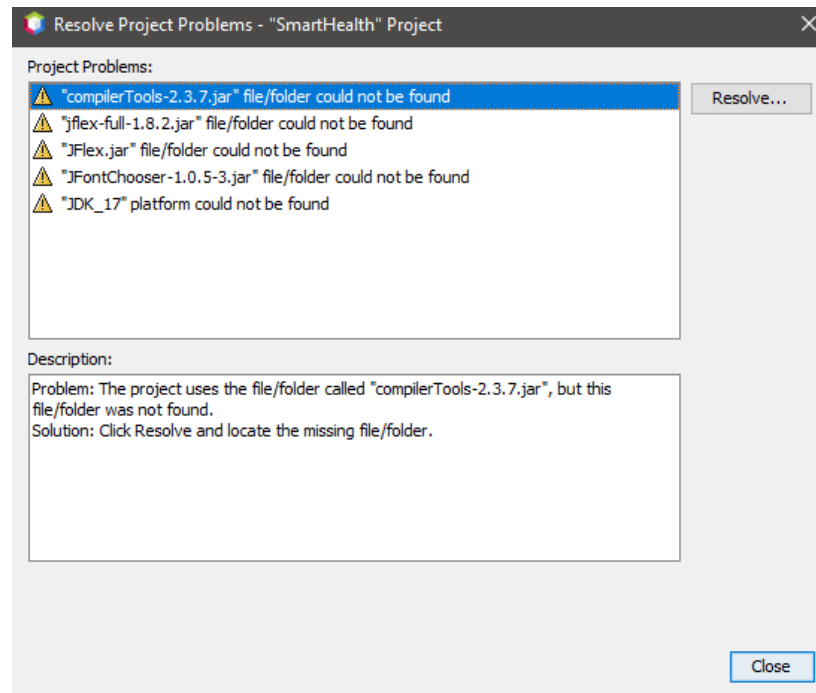 Resolve Project Problems - "SmartHealth" Project
Project Problems:
"compilerTools-2.3.7.jar" file/folder could not be found
Resolve...
"jflex-full-1.8.2.jar" file/folder could not be found
"JFlex.jar" file/folder could not be found
"JFontChooser-1.0.5-3.jar" file/folder could not be found
"JDK_17" platform could not be found
Description:
Problem: The project uses the file/folder called "compilerTools-2.3.7.jar", but this
file/folder was not found.
Solution: Click Resolve and locate the missing file/folder.
Close